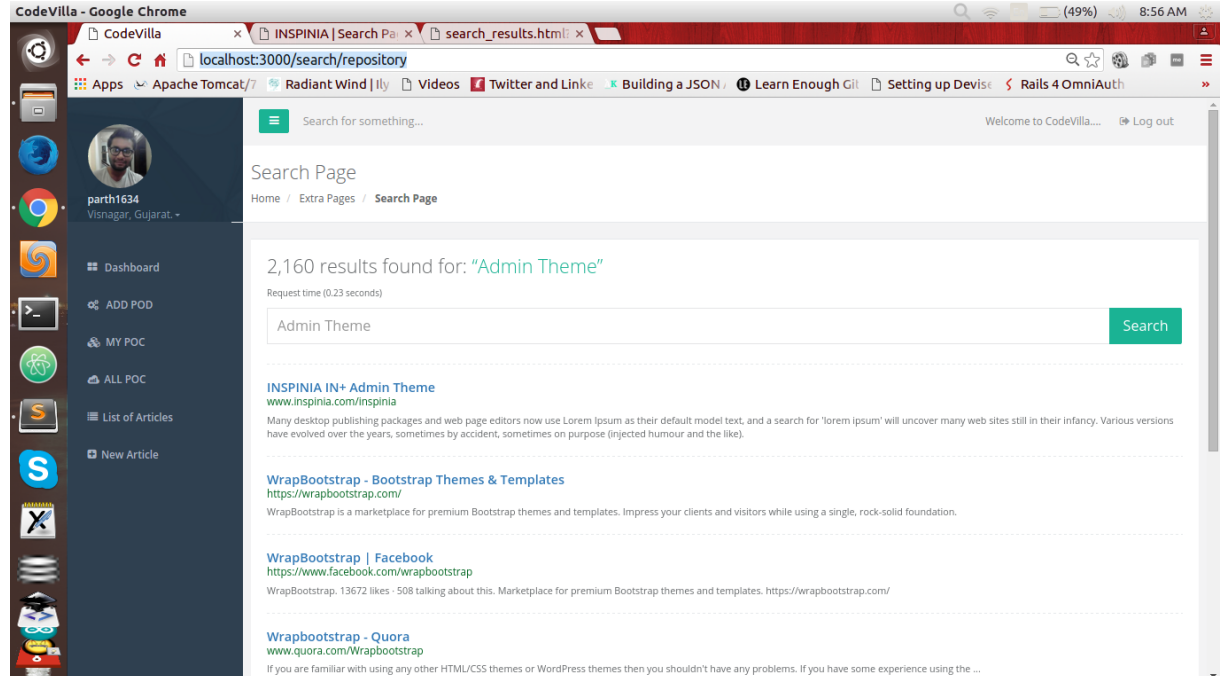 CodeVilla - Google Chrome
(49%) 8:56 AM
CodeVilla × INSPINIA | Search Pa × search_results.html ×
localhost:3000/search/repository
Apps Apache Tomcat/7 Radiant Wind | Ily Videos Twitter and Linke Building a JSON Learn Enough Git Setting up Devise Rails 4 OmniAuth »
Search for something...
Welcome to CodeVilla.... Log out
parth1634
Visnagar, Gujarat.
Dashboard
ADD POD
MY POC
ALL POC
List of Articles
New Article
Search Page
Home / Extra Pages / Search Page
2,160 results found for: “Admin Theme”
Request time (0.23 seconds)
Admin Theme
Search
INSPINIA IN+ Admin Theme
www.inspinia.com/inspinia
Many desktop publishing packages and web page editors now use Lorem Ipsum as their default model text, and a search for 'lorem ipsum' will uncover many web sites still in their infancy. Various versions
have evolved over the years, sometimes by accident, sometimes on purpose (injected humour and the like).
WrapBootstrap - Bootstrap Themes & Templates
https://wrapbootstrap.com/
WrapBootstrap is a marketplace for premium Bootstrap themes and templates. Impress your clients and visitors while using a single, rock-solid foundation.
WrapBootstrap | Facebook
https://www.facebook.com/wrapbootstrap
WrapBootstrap. 13672 likes · 508 talking about this. Marketplace for premium Bootstrap themes and templates. https://wrapbootstrap.com/
Wrapbootstrap - Quora
www.quora.com/Wrapbootstrap
If you are familiar with using any other HTML/CSS themes or WordPress themes then you shouldn't have any problems. If you have some experience using the ...